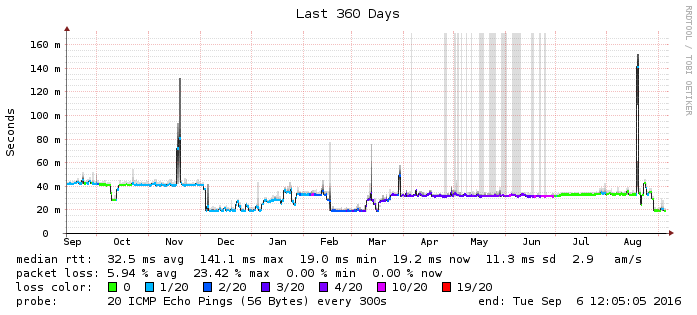 Last 360 Days
RRDTOOL / TOBI OETIKER
Seconds
160 m
140 m
120 m
100 m
80 m
60 m
40 m
20 m
0
Sep Oct Nov Dec Jan Feb Mar Apr May Jun Jul Aug
median rtt: 32.5 ms avg 141.1 ms max 19.0 ms min 19.2 ms now 11.3 ms sd 2.9 am/s
packet loss: 5.94 % avg 23.42 % max 0.00 % min 0.00 % now
loss color: 0 1/20 2/20 3/20 4/20 10/20 19/20
probe: 20 ICMP Echo Pings (56 Bytes) every 300s end: Tue Sep 6 12:05:05 2016